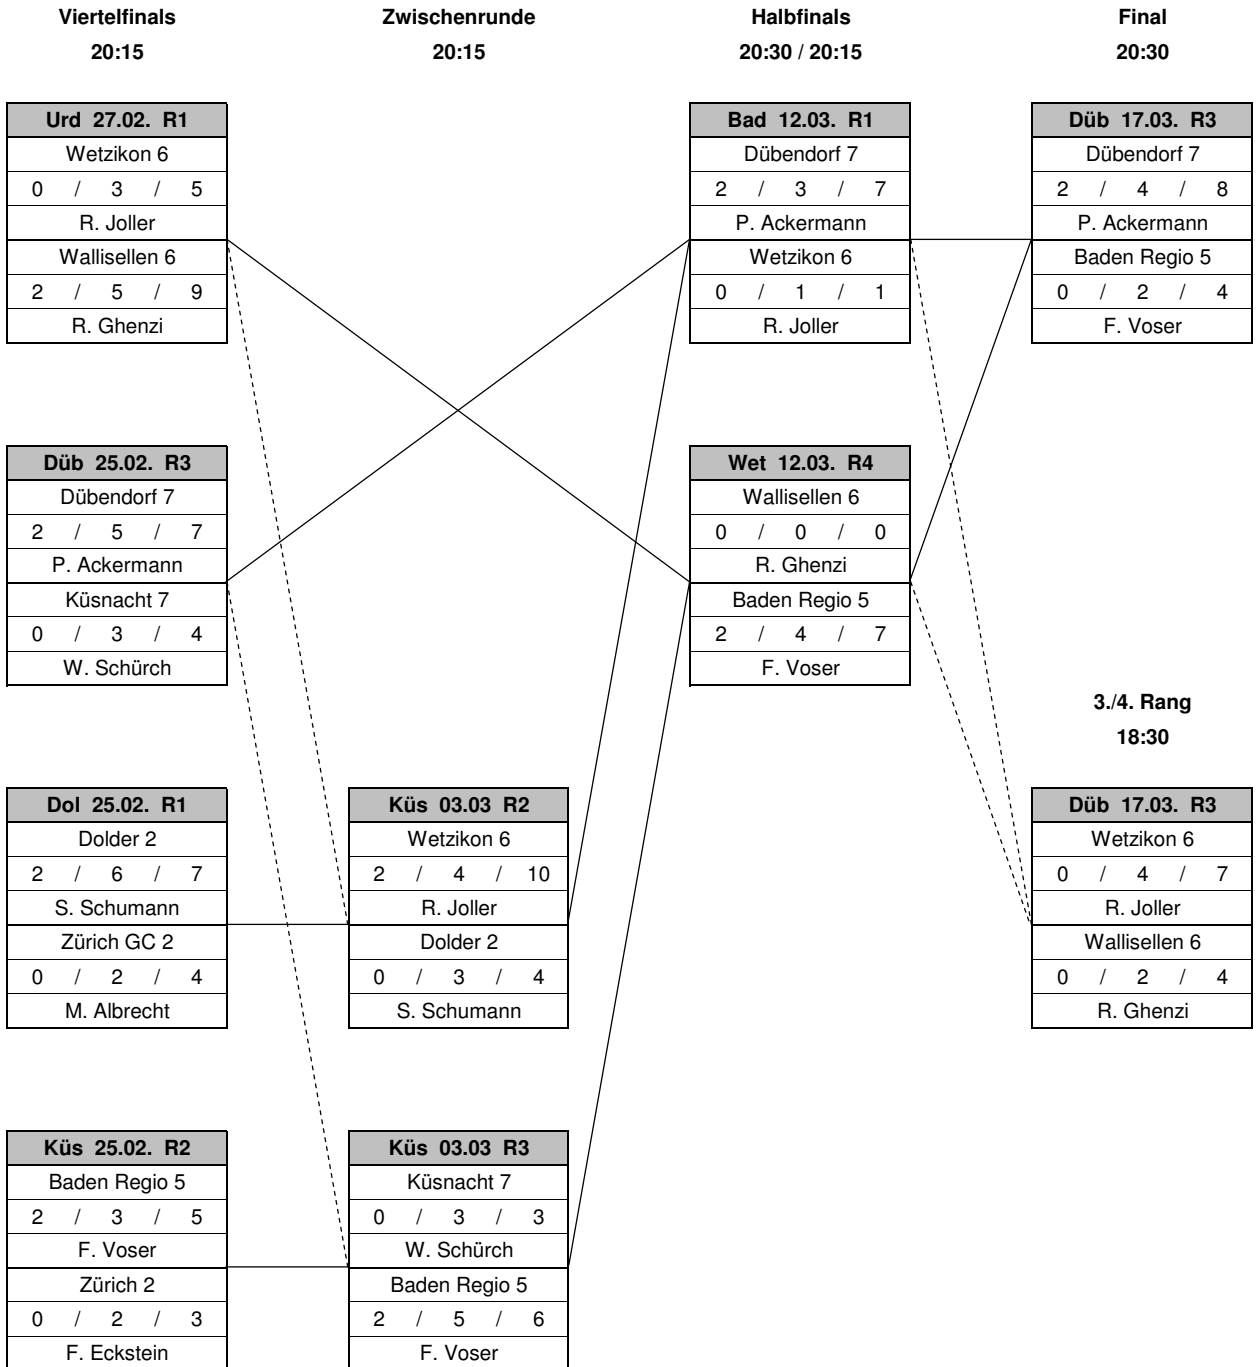 Viertelfinals
20:15
Zwischenrunde
20:15
Halbfinals
20:30 / 20:15
Final
20:30
Urd 27.02. R1
Wetzikon 6
0 / 3 / 5
R. Joller
Wallisellen 6
2 / 5 / 9
R. Ghenzi
Düb 25.02. R3
Dübendorf 7
2 / 5 / 7
P. Ackermann
Küsnacht 7
0 / 3 / 4
W. Schürch
Dol 25.02. R1
Dolder 2
2 / 6 / 7
S. Schumann
Zürich GC 2
0 / 2 / 4
M. Albrecht
Küs 25.02. R2
Baden Regio 5
2 / 3 / 5
F. Voser
Zürich 2
0 / 2 / 3
F. Eckstein
Küs 03.03 R2
Wetzikon 6
2 / 4 / 10
R. Joller
Dolder 2
0 / 3 / 4
S. Schumann
Küs 03.03 R3
Küsnacht 7
0 / 3 / 3
W. Schürch
Baden Regio 5
2 / 5 / 6
F. Voser
Bad 12.03. R1
Dübendorf 7
2 / 3 / 7
P. Ackermann
Wetzikon 6
0 / 1 / 1
R. Joller
Wet 12.03. R4
Wallisellen 6
0 / 0 / 0
R. Ghenzi
Baden Regio 5
2 / 4 / 7
F. Voser
Düb 17.03. R3
Dübendorf 7
2 / 4 / 8
P. Ackermann
Baden Regio 5
0 / 2 / 4
F. Voser
3./4. Rang
18:30
Düb 17.03. R3
Wetzikon 6
0 / 4 / 7
R. Joller
Wallisellen 6
0 / 2 / 4
R. Ghenzi